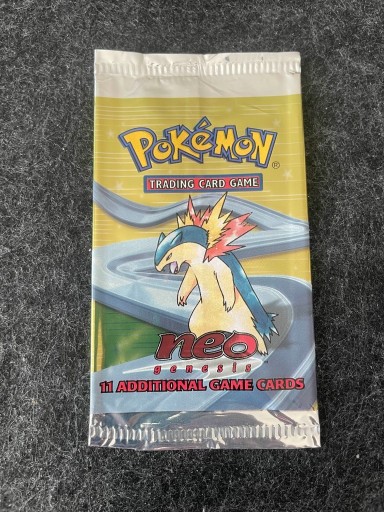 POKéMON
®
TRADING CARD GAME
neo
genesis
11 ADDITIONAL GAME CARDS